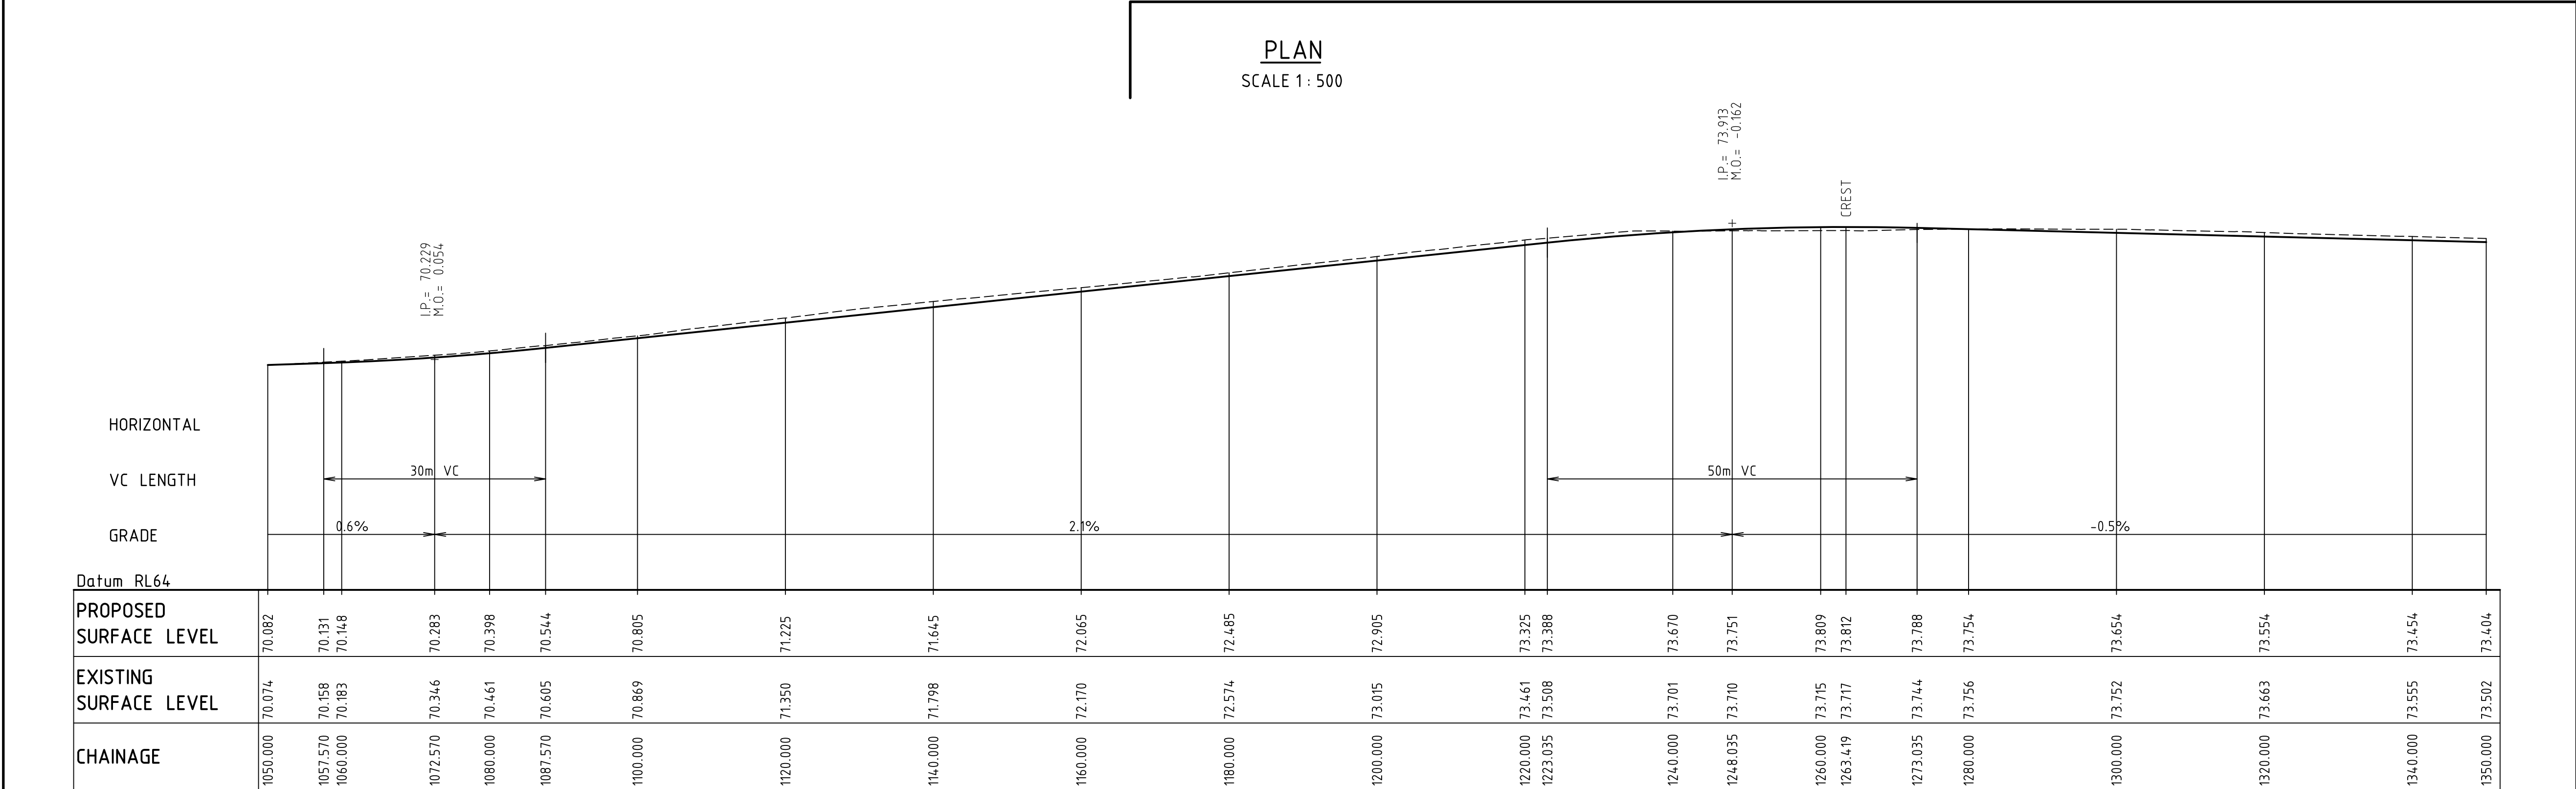 PLAN
SCALE 1 : 500
I.P.= 73.913
M.O.= -0.162
CREST
I.P.= 70.229
M.O.= 0.054
HORIZONTAL
VC LENGTH 30m VC 50m VC
GRADE 0.6% 2.1% -0.5%
Datum RL64
PROPOSED
SURFACE LEVEL 70.082 70.131 70.148 70.283 70.398 70.544 70.805 71.225 71.645 72.065 72.485 72.905 73.325 73.388 73.670 73.751 73.809 73.812 73.788 73.754 73.654 73.554 73.454 73.404
EXISTING
SURFACE LEVEL 70.074 70.158 70.183 70.346 70.461 70.605 70.869 71.350 71.798 72.170 72.574 73.015 73.461 73.508 73.701 73.710 73.715 73.717 73.744 73.756 73.752 73.663 73.555 73.502
CHAINAGE 1050.000 1057.570 1060.000 1072.570 1080.000 1087.570 1100.000 1120.000 1140.000 1160.000 1180.000 1200.000 1220.000 1223.035 1240.000 1248.035 1260.000 1263.419 1273.035 1280.000 1300.000 1320.000 1340.000 1350.000